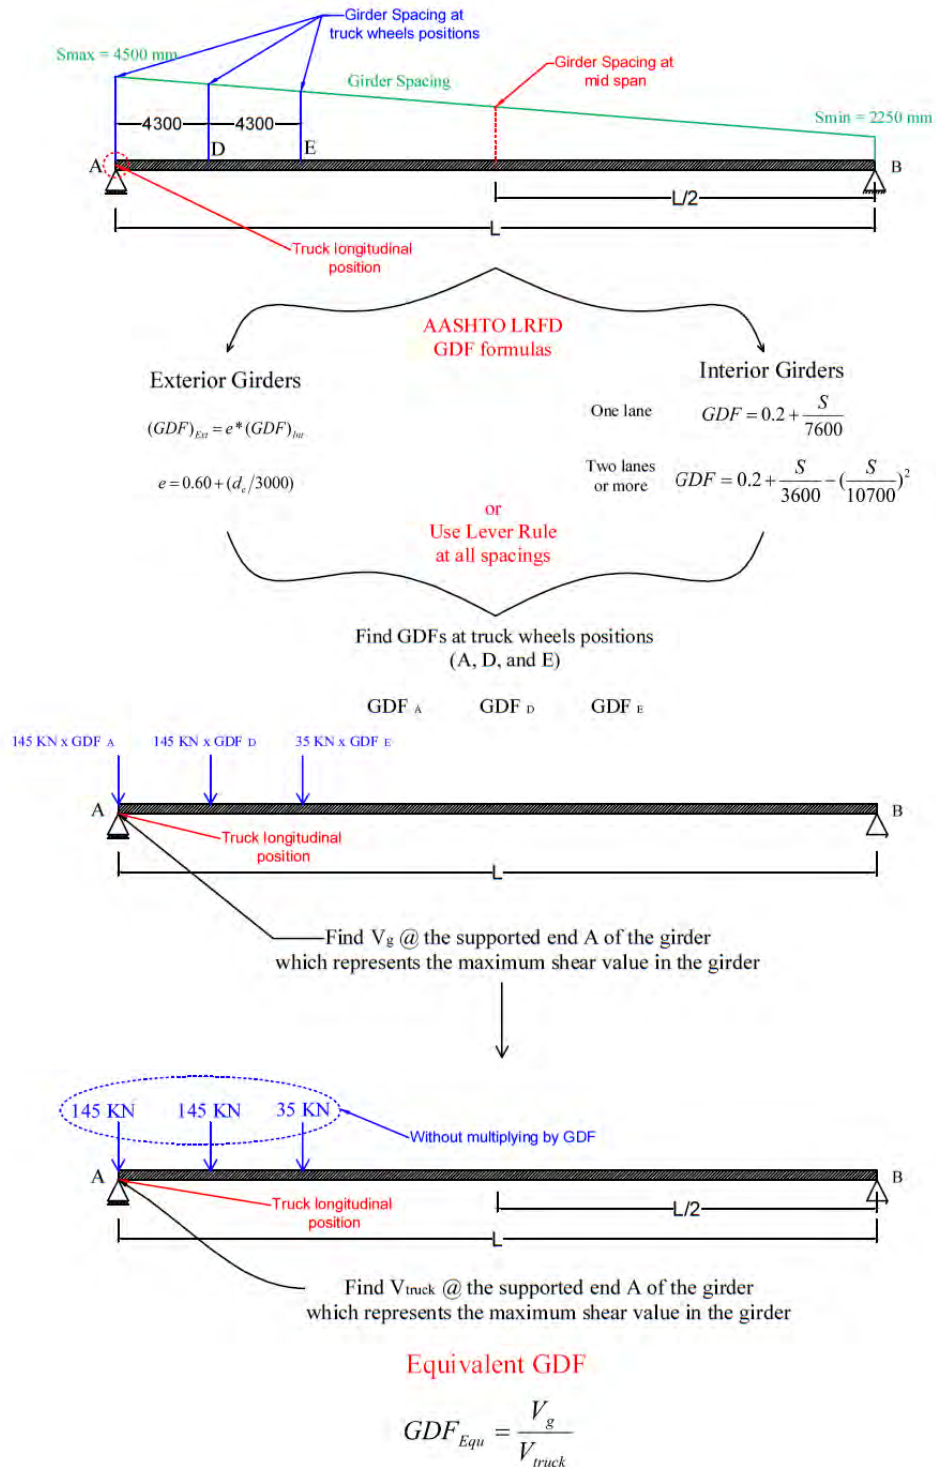 Girder Spacing at
truck wheels positions
Smax = 4500 mm
Girder Spacing at
mid span
Girder Spacing
Smin = 2250 mm
4300
4300
D
E
A
B
L/2
L
Truck longitudinal
position
AASHTO LRFD
GDF formulas
Exterior Girders
(GDF)Ext = e*(GDF)Int
e = 0.60 + (de/3000)
Interior Girders
One lane GDF = 0.2 + S/7600
Two lanes
or more GDF = 0.2 + S/3600 − (S/10700)²
or
Use Lever Rule
at all spacings
Find GDFs at truck wheels positions
(A, D, and E)
GDF A GDF D GDF E
145 KN x GDF A 145 KN x GDF D 35 KN x GDF E
A
B
Truck longitudinal
position
L
Find Vg @ the supported end A of the girder
which represents the maximum shear value in the girder
145 KN 145 KN 35 KN
Without multiplying by GDF
A
B
Truck longitudinal
position
L/2
L
Find Vtruck @ the supported end A of the girder
which represents the maximum shear value in the girder
Equivalent GDF
GDFEqu = Vg/Vtruck